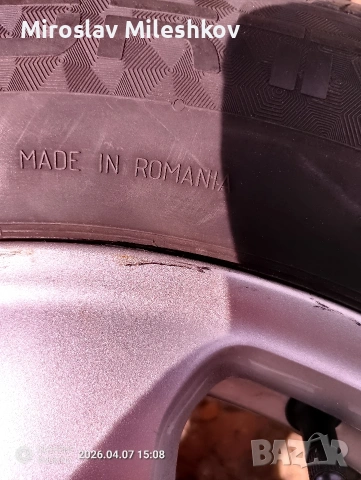 Miroslav Mileshkov
MADE IN ROMANIA
2026.04.07 15:08
BAZAR